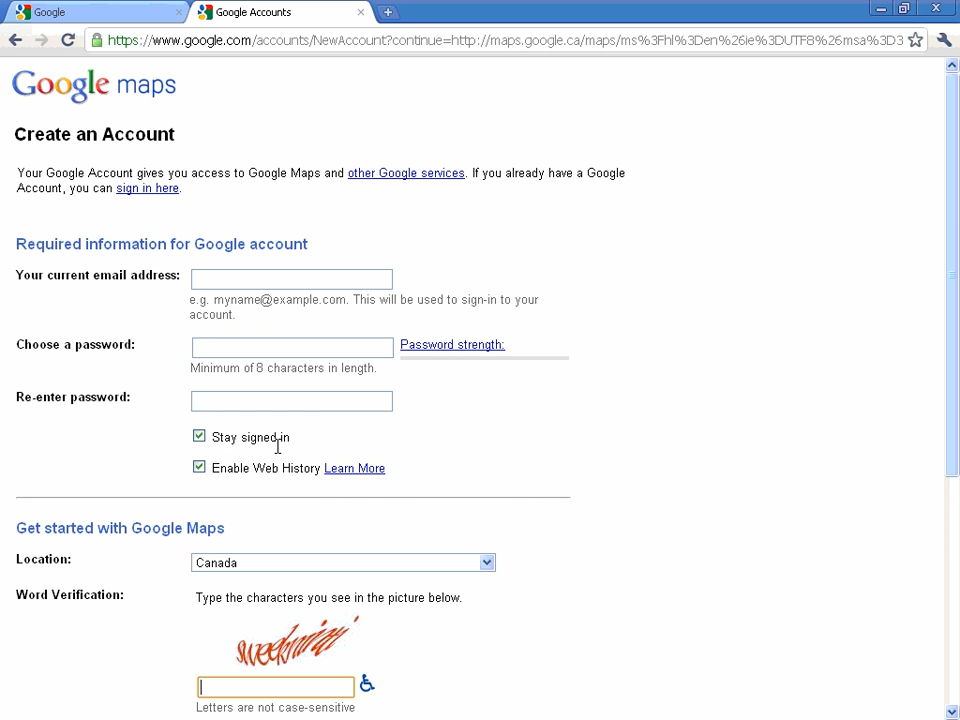 Google
Google Accounts
https://www.google.com/accounts/NewAccount?continue=http://maps.google.ca/maps/ms%3Fhl%3Den%26ie%3DUTF8%26msa%3D3
Google maps
Create an Account
Your Google Account gives you access to Google Maps and other Google services. If you already have a Google
Account, you can sign in here.
Required information for Google account
Your current email address:
e.g. myname@example.com. This will be used to sign-in to your
account.
Choose a password:
Password strength:
Minimum of 8 characters in length.
Re-enter password:
Stay signed in
Enable Web History Learn More
Get started with Google Maps
Location:
Canada
Word Verification:
Type the characters you see in the picture below.
Letters are not case-sensitive